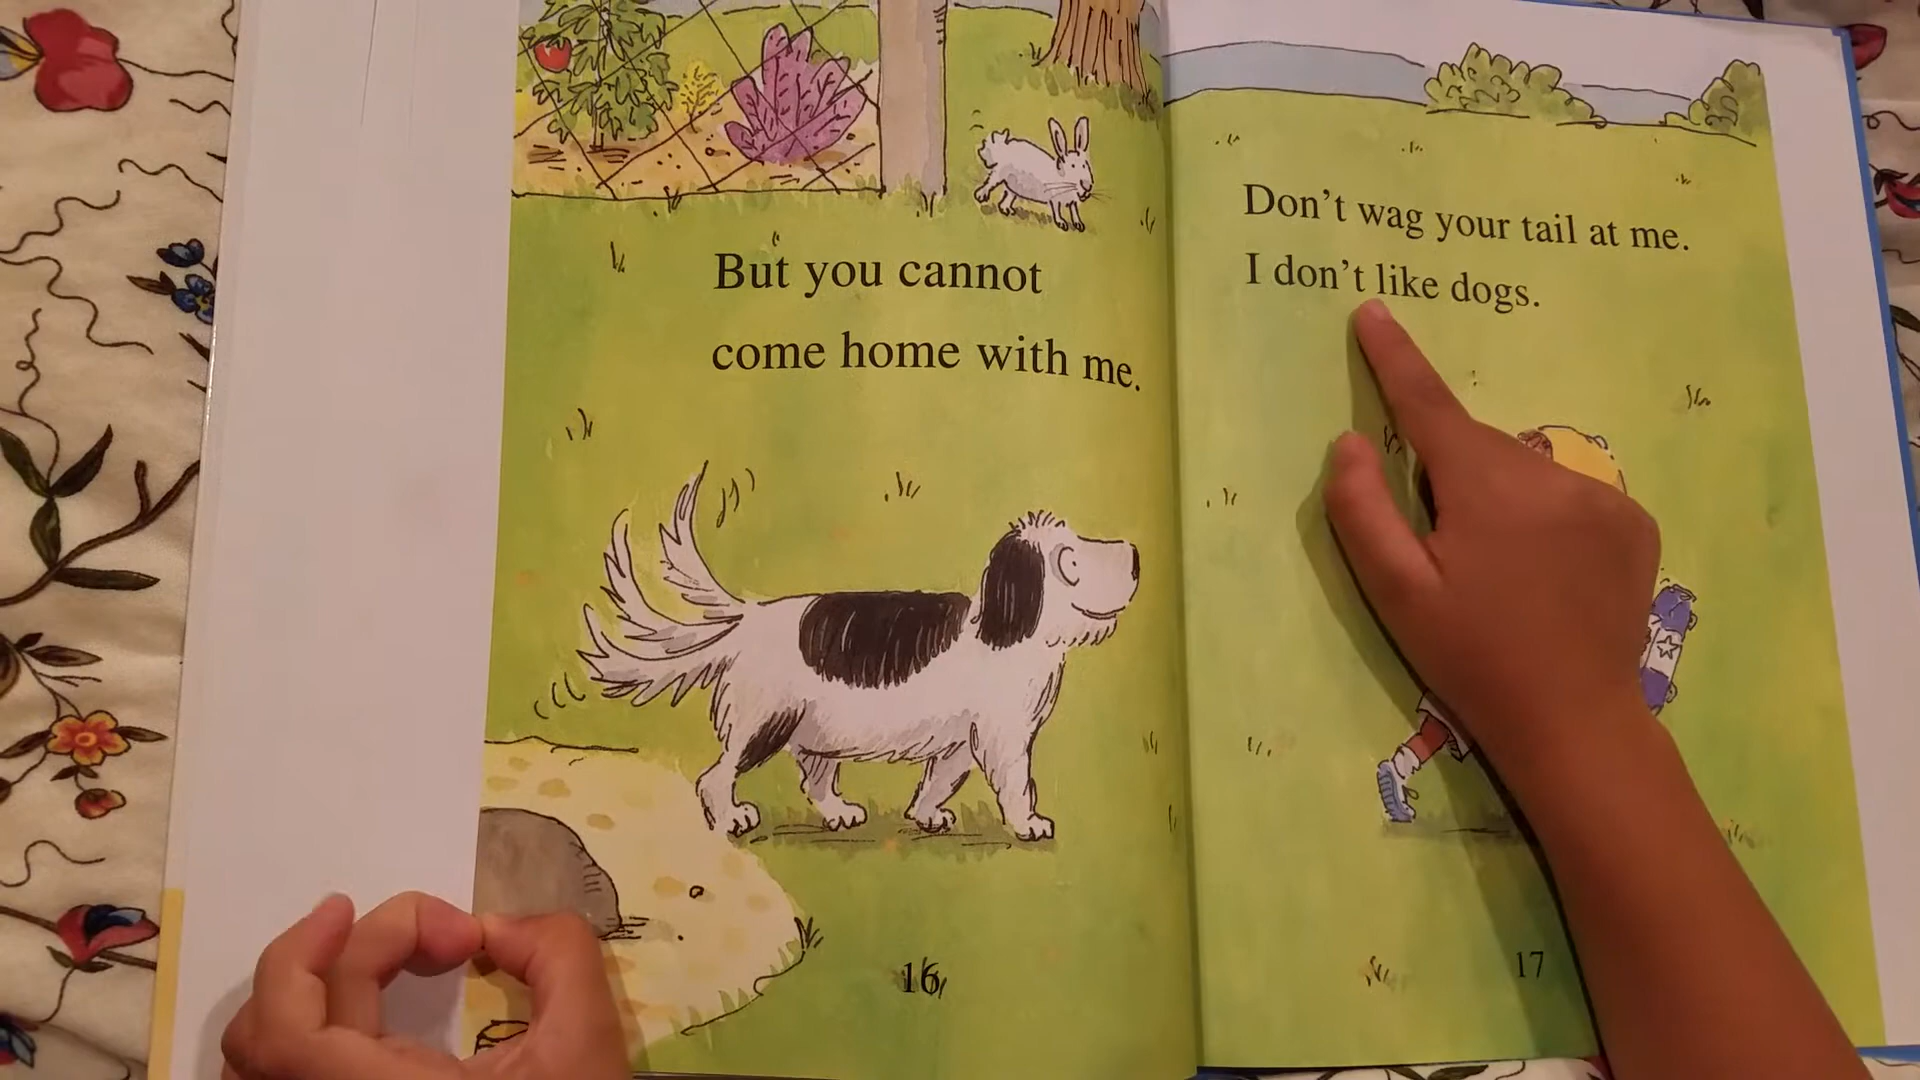 But you cannot
come home with me.
16
Don't wag your tail at me.
I don't like dogs.
17